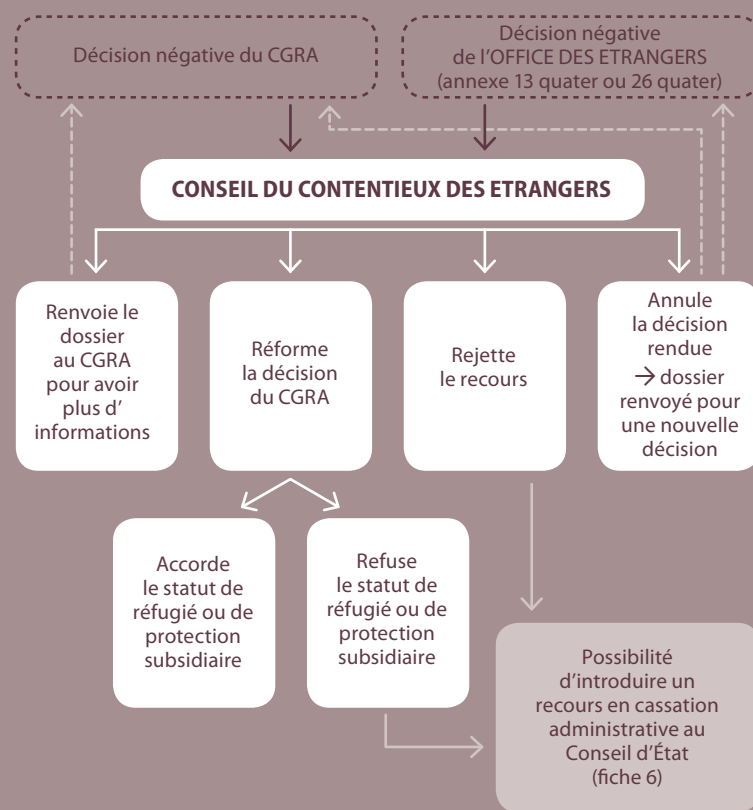 Décision négative du CGRA
Décision négative
de l’OFFICE DES ETRANGERS
(annexe 13 quater ou 26 quater)
CONSEIL DU CONTENTIEUX DES ETRANGERS
Renvoie le
dossier
au CGRA
pour avoir
plus d’
informations
Réforme
la décision
du CGRA
Rejette
le recours
Annule
la décision
rendue
→ dossier
renvoyé pour
une nouvelle
décision
Accorde
le statut de
réfugié ou de
protection
subsidiaire
Refuse
le statut de
réfugié ou de
protection
subsidiaire
Possibilité
d’introduire un
recours en cassation
administrative au
Conseil d’État
(fiche 6)